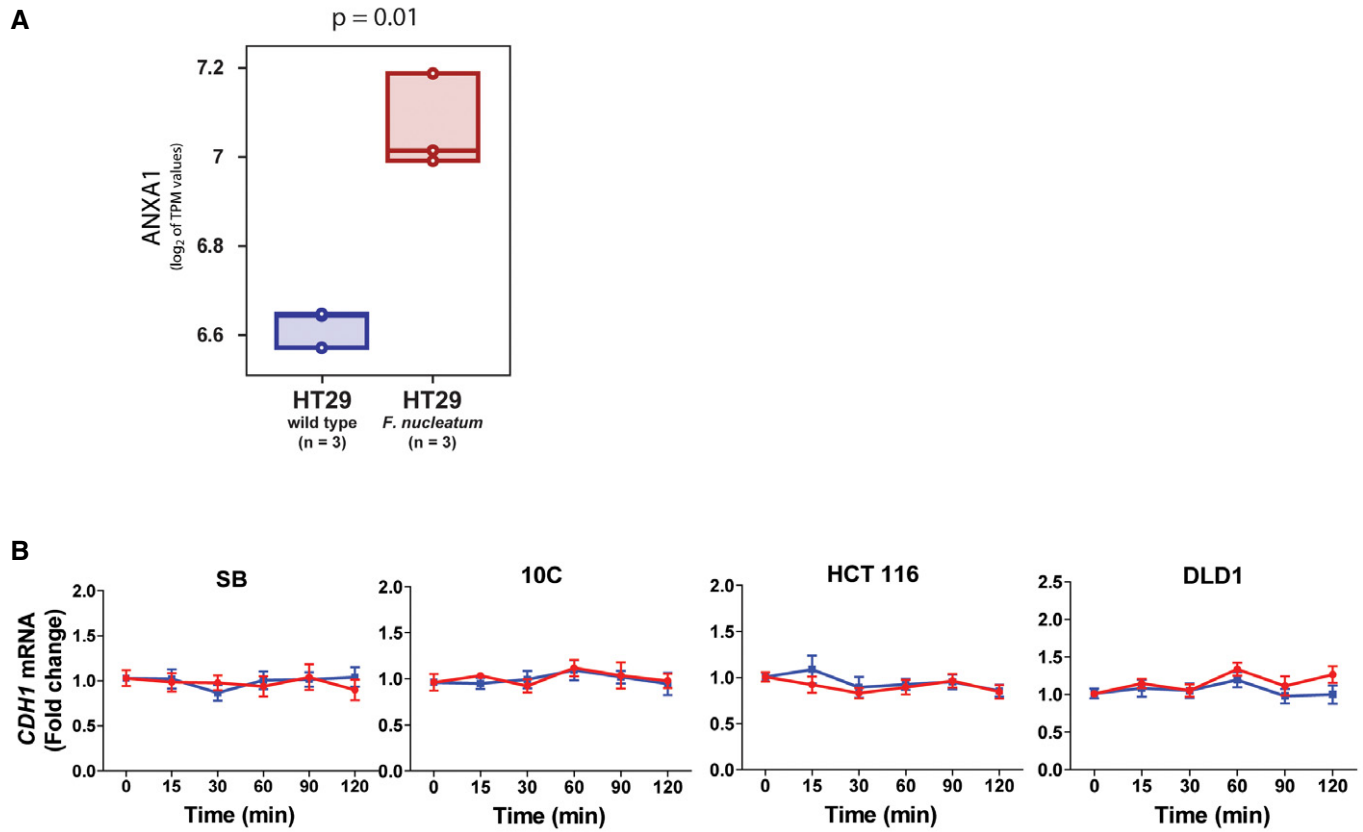 A
p = 0.01
ANXA1
(log2 of TPM values)
7.2
7
6.8
6.6
HT29
wild type
(n = 3)
HT29
F. nucleatum
(n = 3)
B
CDH1 mRNA
(Fold change)
SB
2.0
1.5
1.0
0.5
0.0
0 15 30 60 90 120
Time (min)
10C
2.0
1.5
1.0
0.5
0.0
0 15 30 60 90 120
Time (min)
HCT 116
2.0
1.5
1.0
0.5
0.0
0 15 30 60 90 120
Time (min)
DLD1
2.5
2.0
1.5
1.0
0.5
0.0
0 15 30 60 90 120
Time (min)